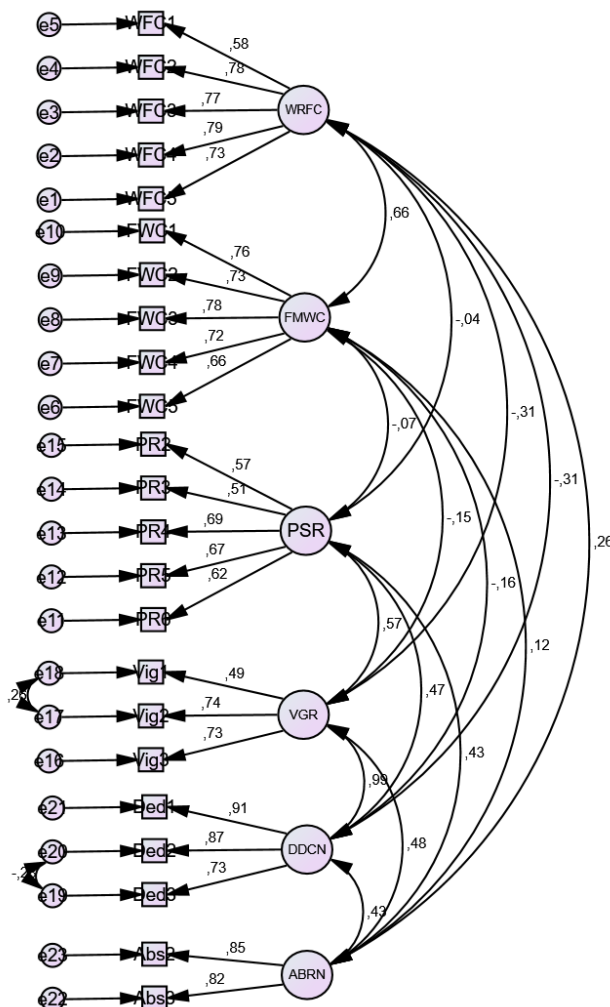 e5 WFC1 ,58
e4 WFC2 ,78
e3 WFC3 ,77 WRFC
e2 WFC4 ,79
e1 WFC5 ,73
e10 FWC1 ,66
e9 FWC2 ,76
,73
e8 FWC3 ,78 FMWC -,04
e7 FWC4 ,72
,66
e6 FWC5 -,31
e15 PR2 -,07
e14 PR3 ,57 -,31
,51
e13 PR4 ,69 PSR -,15
,26
e12 PR5 ,67 -,16
e11 PR6 ,62
,57 ,12
e18 Vig1 ,49 ,47
e17 Vig2 ,74 VGR
e16 Vig3 ,73 ,43
,99
e21 Ded1 ,91
e20 Ded2 ,87 DDCN ,48
e19 Ded3 ,73
,43
e23 Abs2 ,85
e22 Abs3 ,82 ABRN